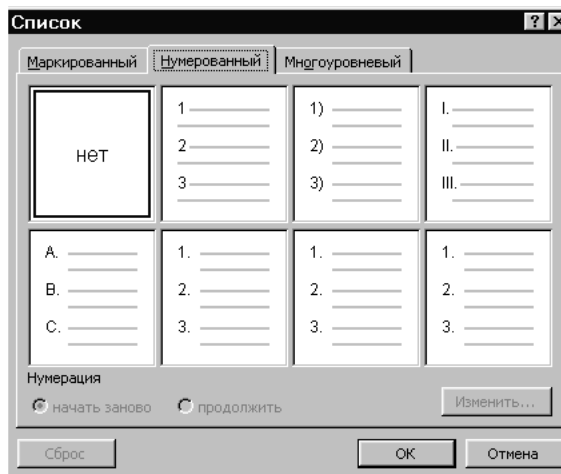 Список
Маркированный Нумерованный Многоуровневый
нет 1 1) I.
2 2) II.
3 3) III.
A. 1. 1. 1.
B. 2. 2. 2.
C. 3. 3. 3.
Нумерация
начать заново продолжить Изменить...
Сброс ОК Отмена